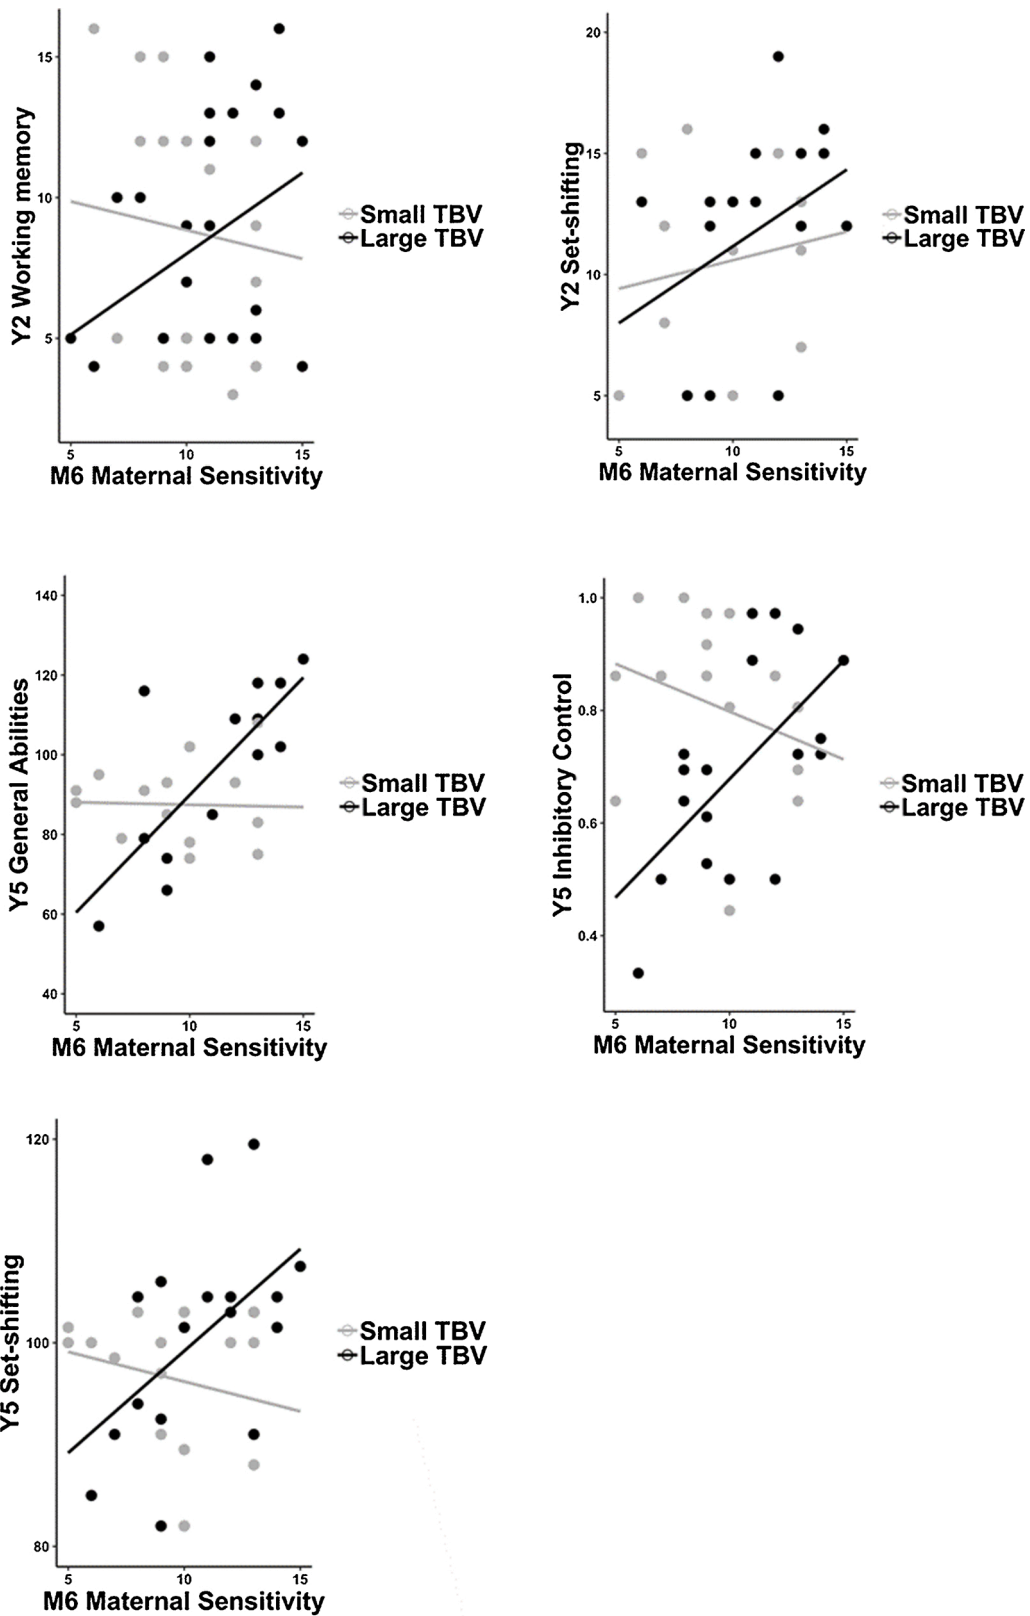 15
10
5
Y2 Working memory
5 10 15
M6 Maternal Sensitivity
Small TBV
Large TBV
20
15
10
5
Y2 Set-shifting
5 10 15
M6 Maternal Sensitivity
Small TBV
Large TBV
140
120
100
80
60
40
Y5 General Abilities
5 10 15
M6 Maternal Sensitivity
Small TBV
Large TBV
1.0
0.8
0.6
0.4
Y5 Inhibitory Control
5 10 15
M6 Maternal Sensitivity
Small TBV
Large TBV
120
100
80
Y5 Set-shifting
5 10 15
M6 Maternal Sensitivity
Small TBV
Large TBV